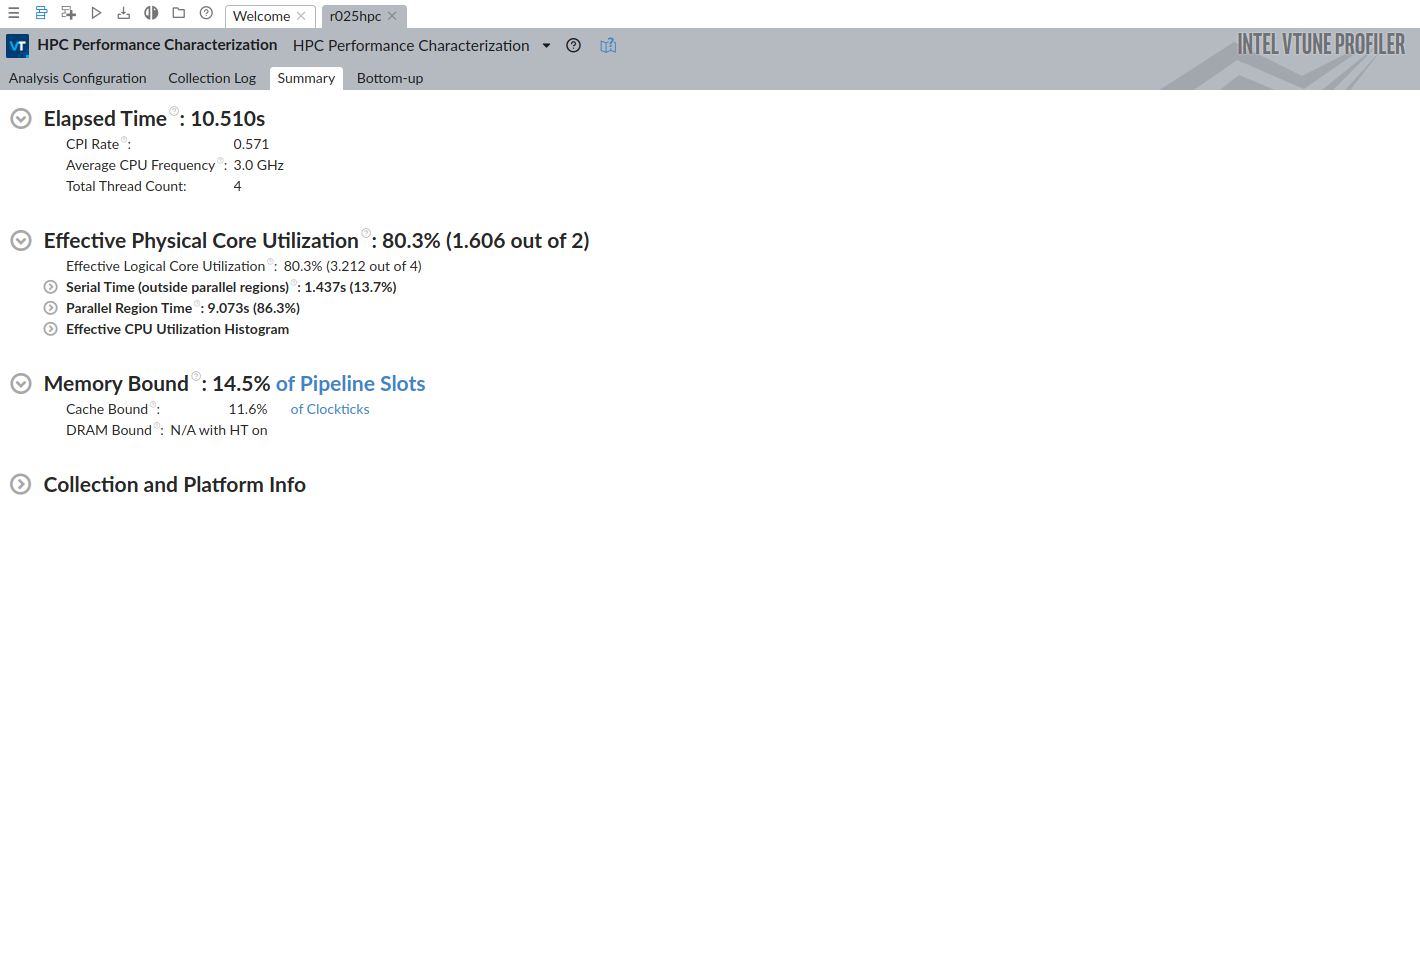 Welcome
r025hpc
VT
HPC Performance Characterization HPC Performance Characterization
INTEL VTUNE PROFILER
Analysis Configuration Collection Log Summary Bottom-up
Elapsed Time: 10.510s
CPI Rate: 0.571
Average CPU Frequency: 3.0 GHz
Total Thread Count: 4
Effective Physical Core Utilization: 80.3% (1.606 out of 2)
Effective Logical Core Utilization: 80.3% (3.212 out of 4)
Serial Time (outside parallel regions): 1.437s (13.7%)
Parallel Region Time: 9.073s (86.3%)
Effective CPU Utilization Histogram
Memory Bound: 14.5% of Pipeline Slots
Cache Bound: 11.6% of Clockticks
DRAM Bound: N/A with HT on
Collection and Platform Info